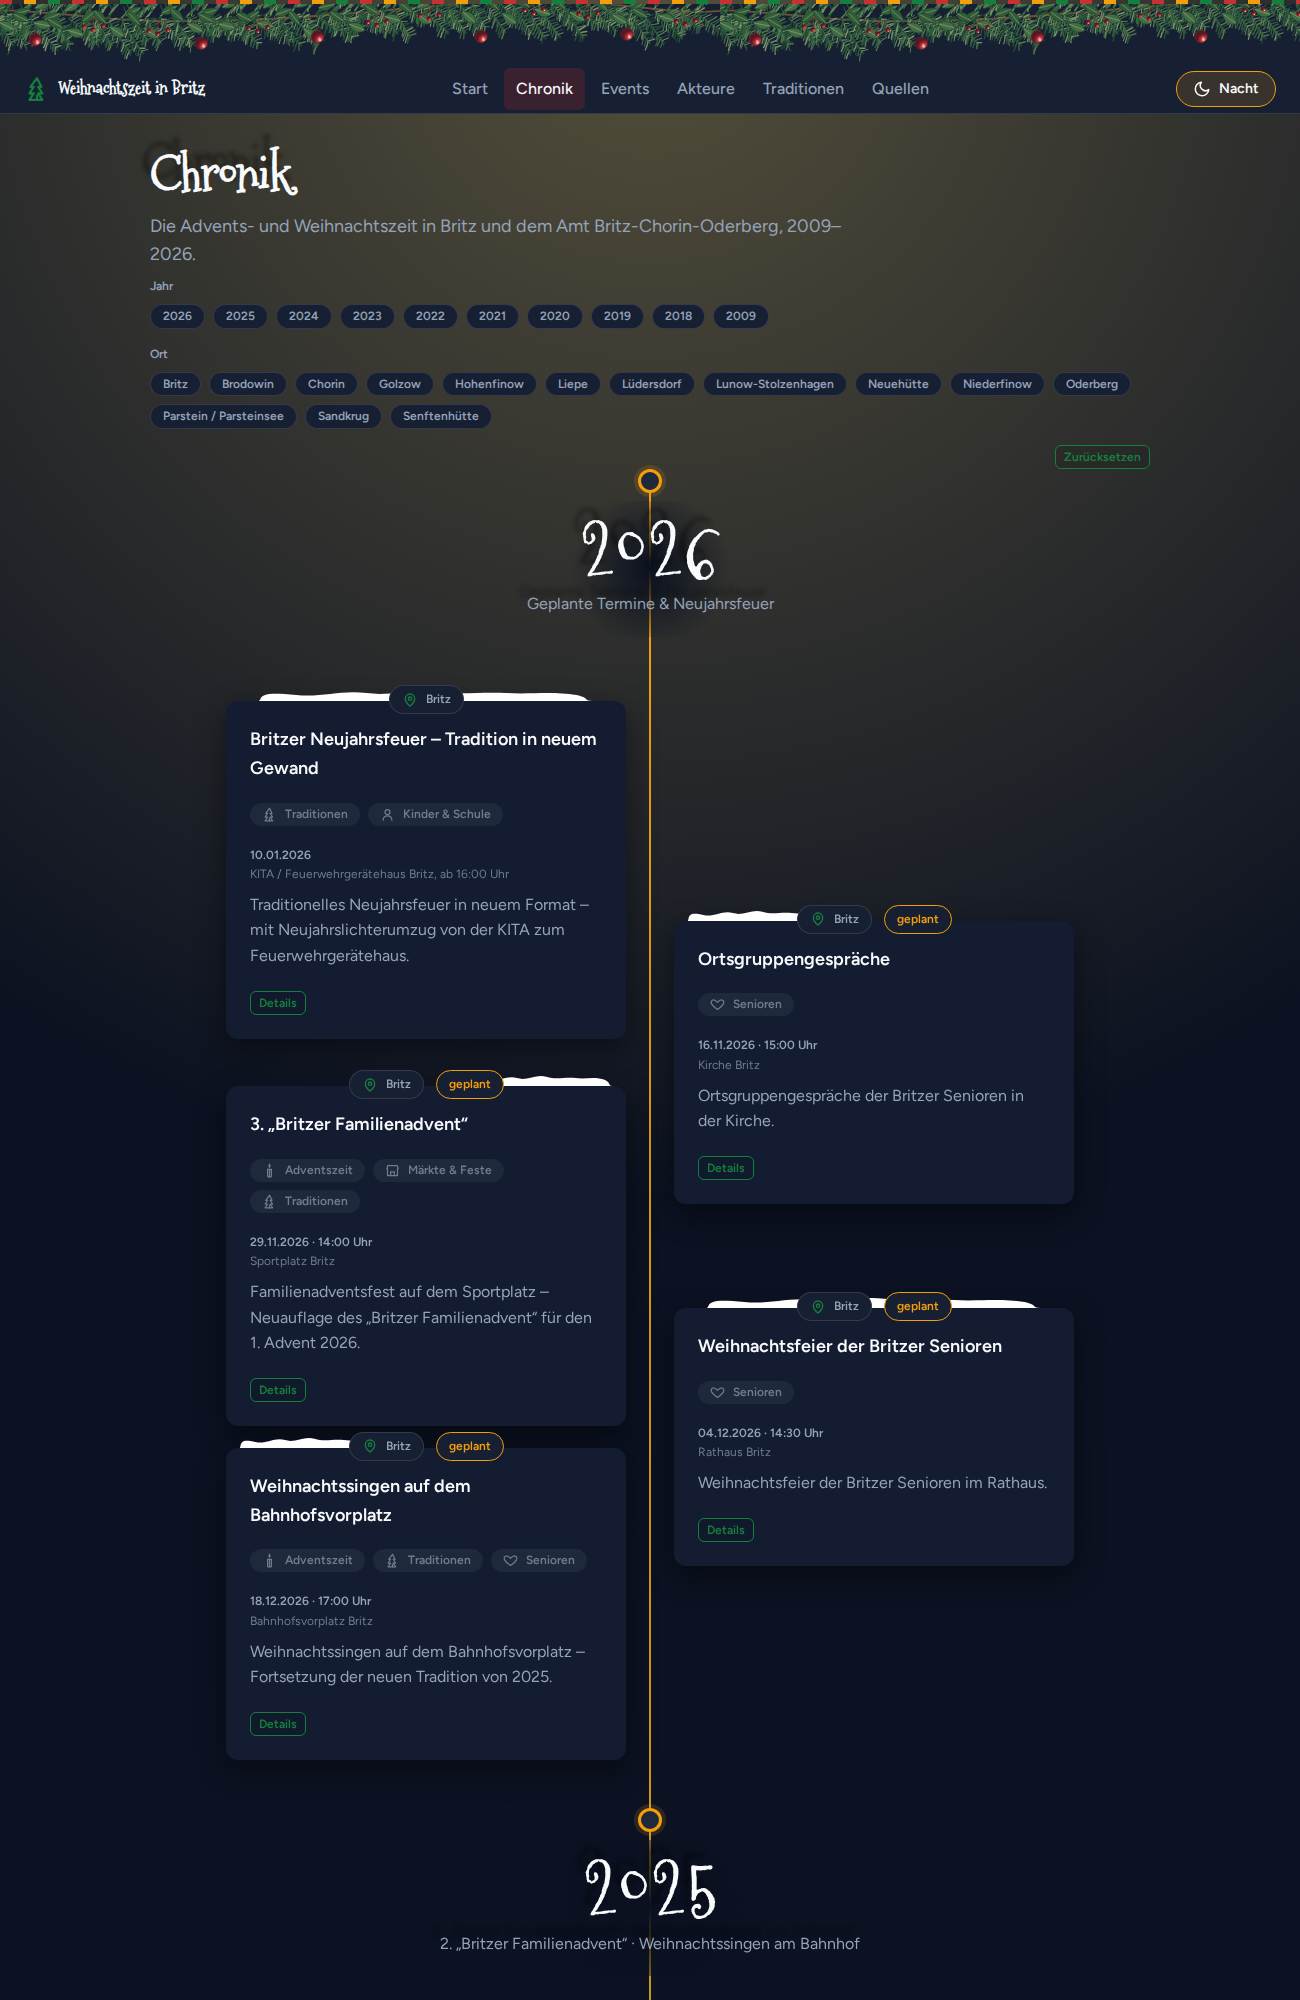 Weihnachtszeit in Britz
Start
Chronik
Events
Akteure
Traditionen
Quellen
Nacht
Chronik
Die Advents- und Weihnachtszeit in Britz und dem Amt Britz-Chorin-Oderberg, 2009–
2026.
Jahr
2026 2025 2024 2023 2022 2021 2020 2019 2018 2009
Ort
Britz Brodowin Chorin Golzow Hohenfinow Liepe Lüdersdorf Lunow-Stolzenhagen Neuehütte Niederfinow Oderberg
Parstein / Parsteinsee Sandkrug Senftenhütte
Zurücksetzen
2026
Geplante Termine & Neujahrsfeuer
Britz
Britzer Neujahrsfeuer – Tradition in neuem
Gewand
Traditionen Kinder & Schule
10.01.2026
KITA / Feuerwehrgerätehaus Britz, ab 16:00 Uhr
Traditionelles Neujahrsfeuer in neuem Format –
mit Neujahrslichterumzug von der KITA zum
Feuerwehrgerätehaus.
Details
Britz geplant
Ortsgruppengespräche
Senioren
16.11.2026 · 15:00 Uhr
Kirche Britz
Ortsgruppengespräche der Britzer Senioren in
der Kirche.
Details
Britz geplant
3. „Britzer Familienadvent“
Adventszeit Märkte & Feste
Traditionen
29.11.2026 · 14:00 Uhr
Sportplatz Britz
Familienadventsfest auf dem Sportplatz –
Neuauflage des „Britzer Familienadvent“ für den
1. Advent 2026.
Details
Britz geplant
Weihnachtsfeier der Britzer Senioren
Senioren
04.12.2026 · 14:30 Uhr
Rathaus Britz
Weihnachtsfeier der Britzer Senioren im Rathaus.
Details
Britz geplant
Weihnachtssingen auf dem
Bahnhofsvorplatz
Adventszeit Traditionen Senioren
18.12.2026 · 17:00 Uhr
Bahnhofsvorplatz Britz
Weihnachtssingen auf dem Bahnhofsvorplatz –
Fortsetzung der neuen Tradition von 2025.
Details
2025
2. „Britzer Familienadvent“ · Weihnachtssingen am Bahnhof